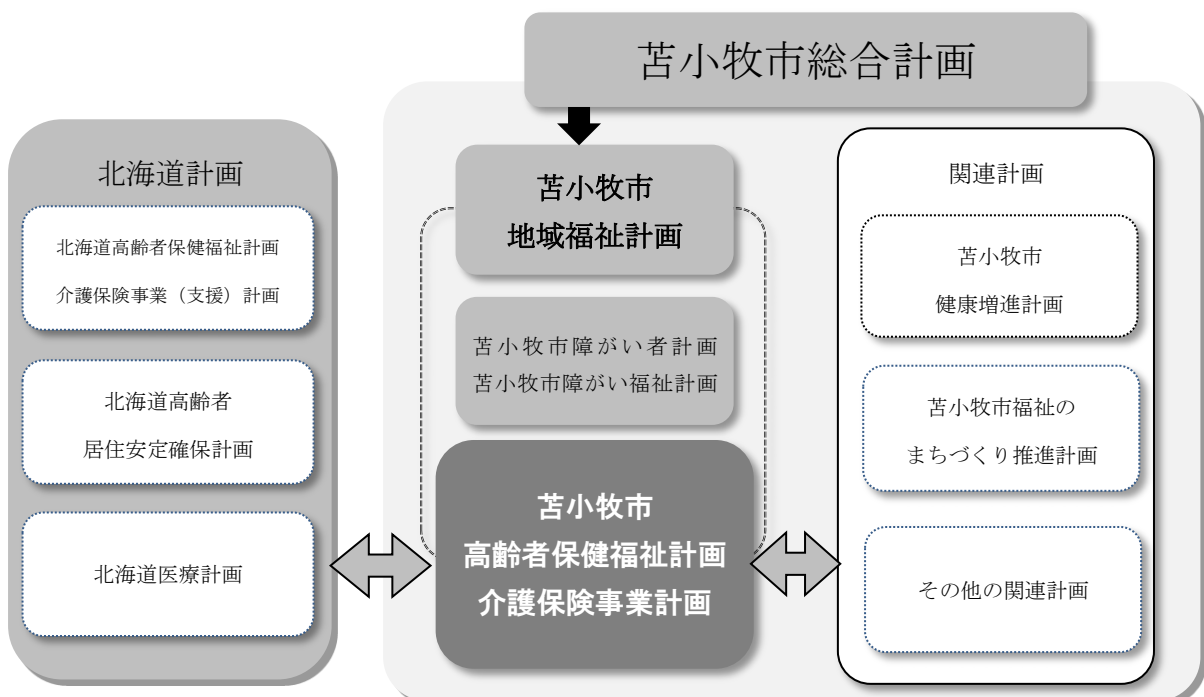 苫小牧市総合計画
北海道計画
北海道高齢者保健福祉計画
介護保険事業（支援）計画
北海道高齢者
居住安定確保計画
北海道医療計画
苫小牧市
地域福祉計画
苫小牧市障がい者計画
苫小牧市障がい福祉計画
苫小牧市
高齢者保健福祉計画
介護保険事業計画
関連計画
苫小牧市
健康増進計画
苫小牧市福祉の
まちづくり推進計画
その他の関連計画